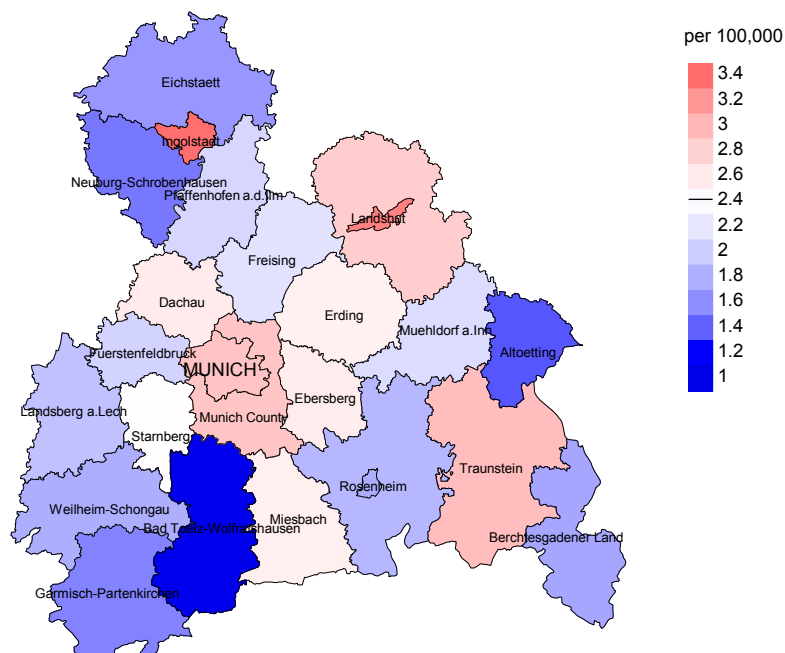 per 100,000
3.4
3.2
3
2.8
2.6
2.4
2.2
2
1.8
1.6
1.4
1.2
1
Eichstaett
Ingolstadt
Neuburg-Schrobenhausen
Pfaffenhofen a.d.Ilm
Landshut
Freising
Dachau
Erding
Muehldorf a.Inn
Altoetting
Fuerstenfeldbruck
MUNICH
Ebersberg
Landsberg a.Lech
Munich County
Starnberg
Traunstein
Rosenheim
Weilheim-Schongau
Miesbach
Bad Toelz-Wolfratshausen
Berchtesgadener Land
Garmisch-Partenkirchen